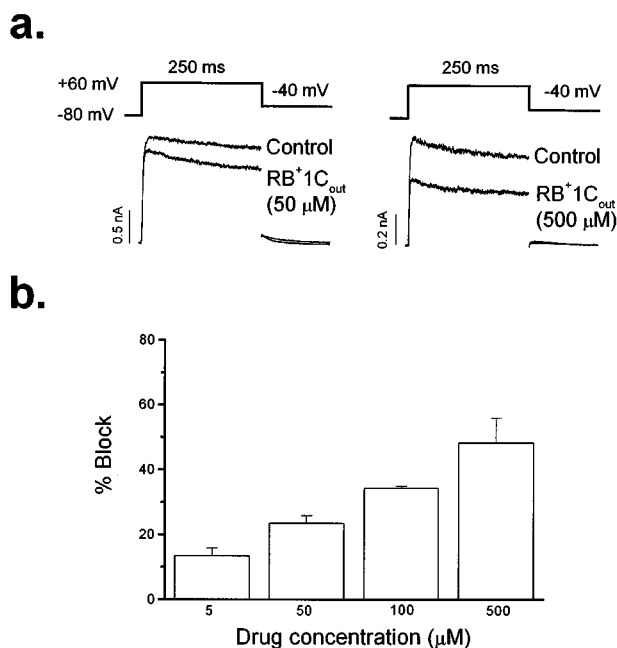 a.
250 ms
+60 mV
-40 mV
-80 mV
Control
RB⁺1C_out
(50 μM)
0.5 nA
250 ms
-40 mV
Control
RB⁺1C_out
(500 μM)
0.2 nA
b.
80
60
40
20
0
% Block
5 50 100 500
Drug concentration (μM)